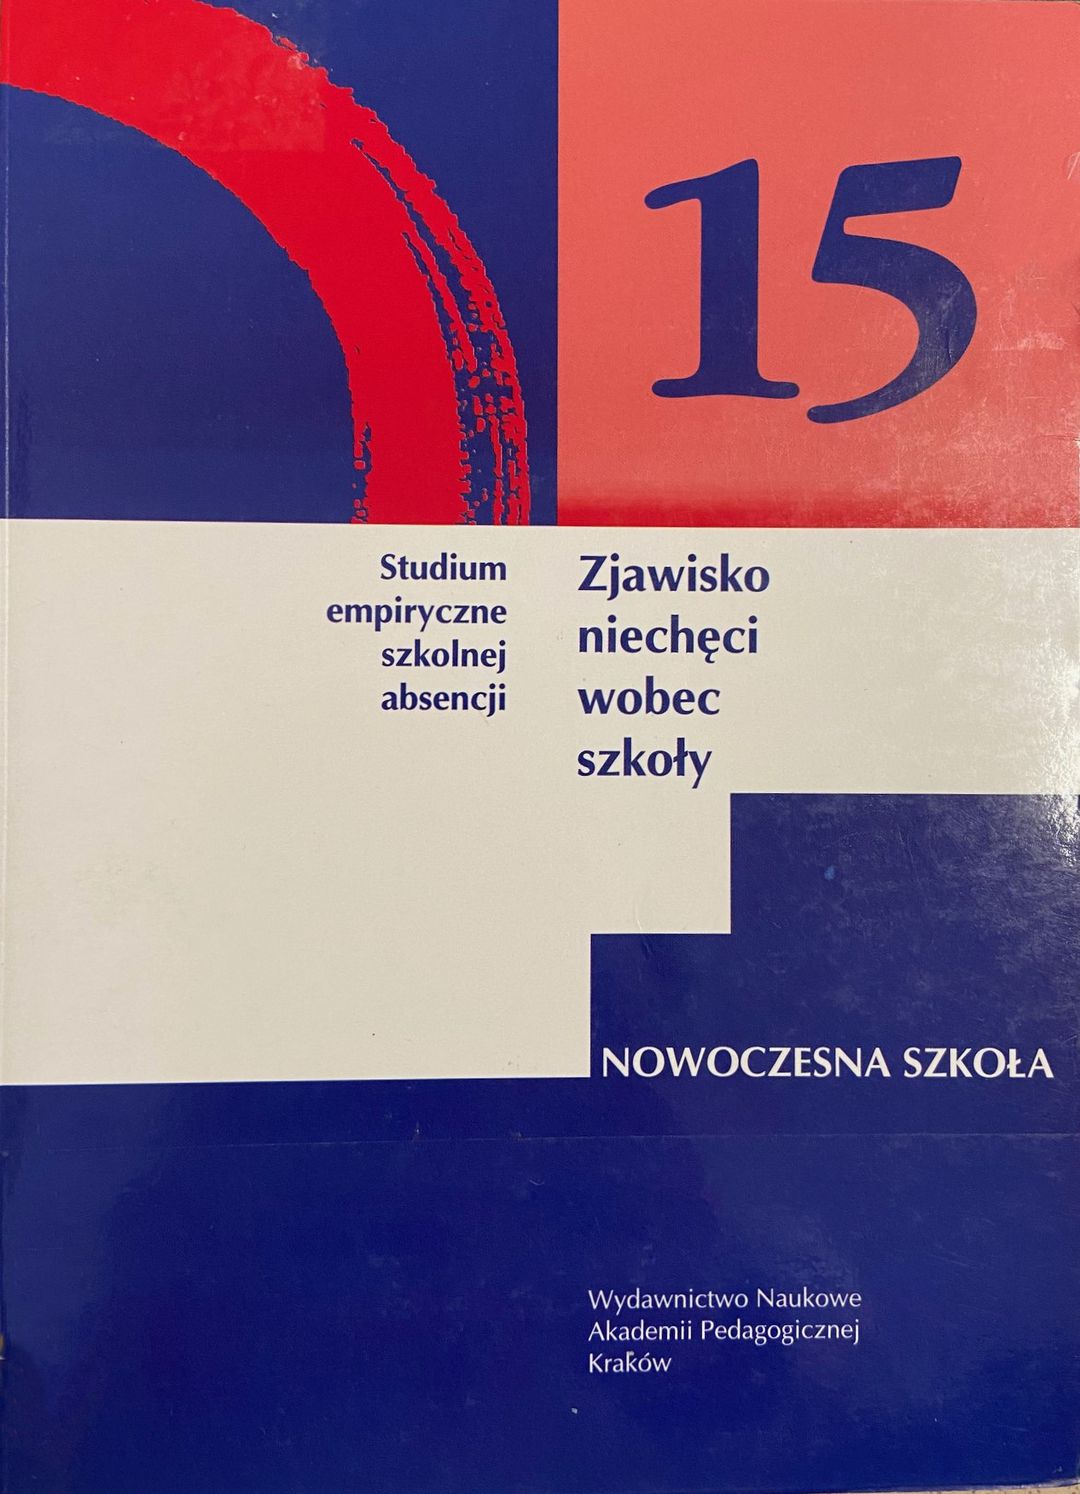 15
Studium
empiryczne
szkolnej
absencji
Zjawisko
niechęci
wobec
szkoły
NOWOCZESNA SZKOŁA
Wydawnictwo Naukowe
Akademii Pedagogicznej
Kraków